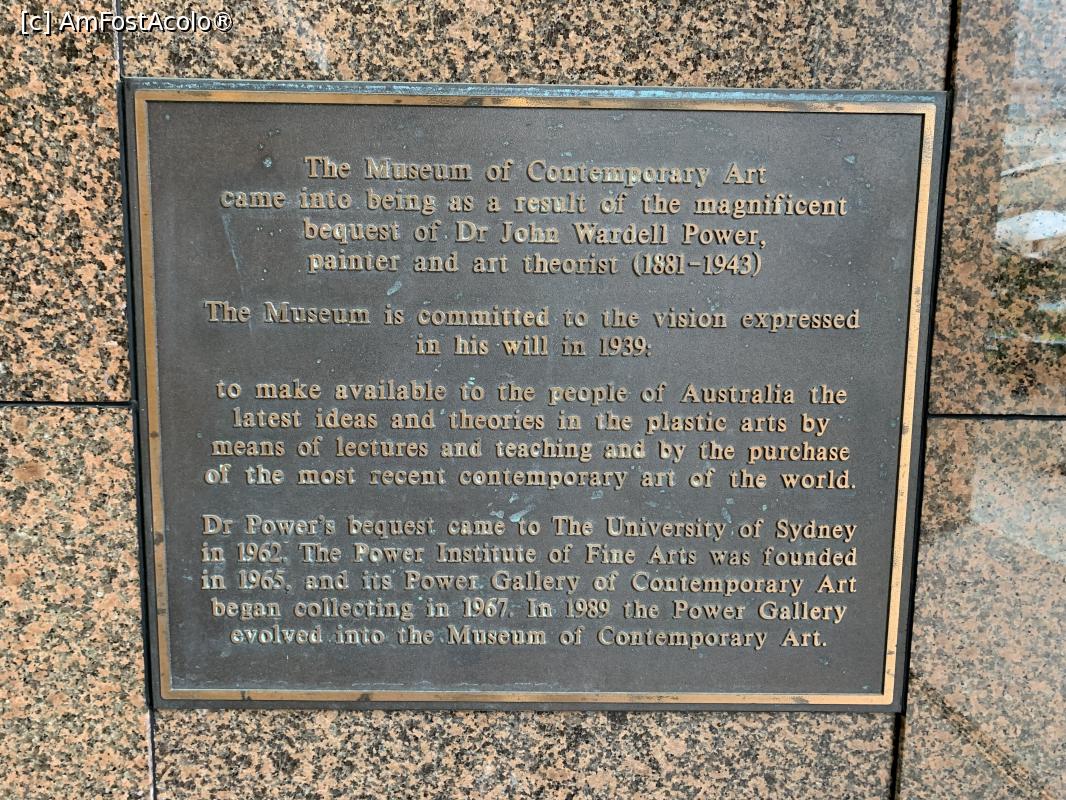 [c] AmFostAcolo®
The Museum of Contemporary Art
came into being as a result of the magnificent
bequest of Dr John Wardell Power,
painter and art theorist (1881-1943)
The Museum is committed to the vision expressed
in his will in 1939:
to make available to the people of Australia the
latest ideas and theories in the plastic arts by
means of lectures and teaching and by the purchase
of the most recent contemporary art of the world.
Dr Power's bequest came to The University of Sydney
in 1962. The Power Institute of Fine Arts was founded
in 1965, and its Power Gallery of Contemporary Art
began collecting in 1967. In 1989 the Power Gallery
evolved into the Museum of Contemporary Art.